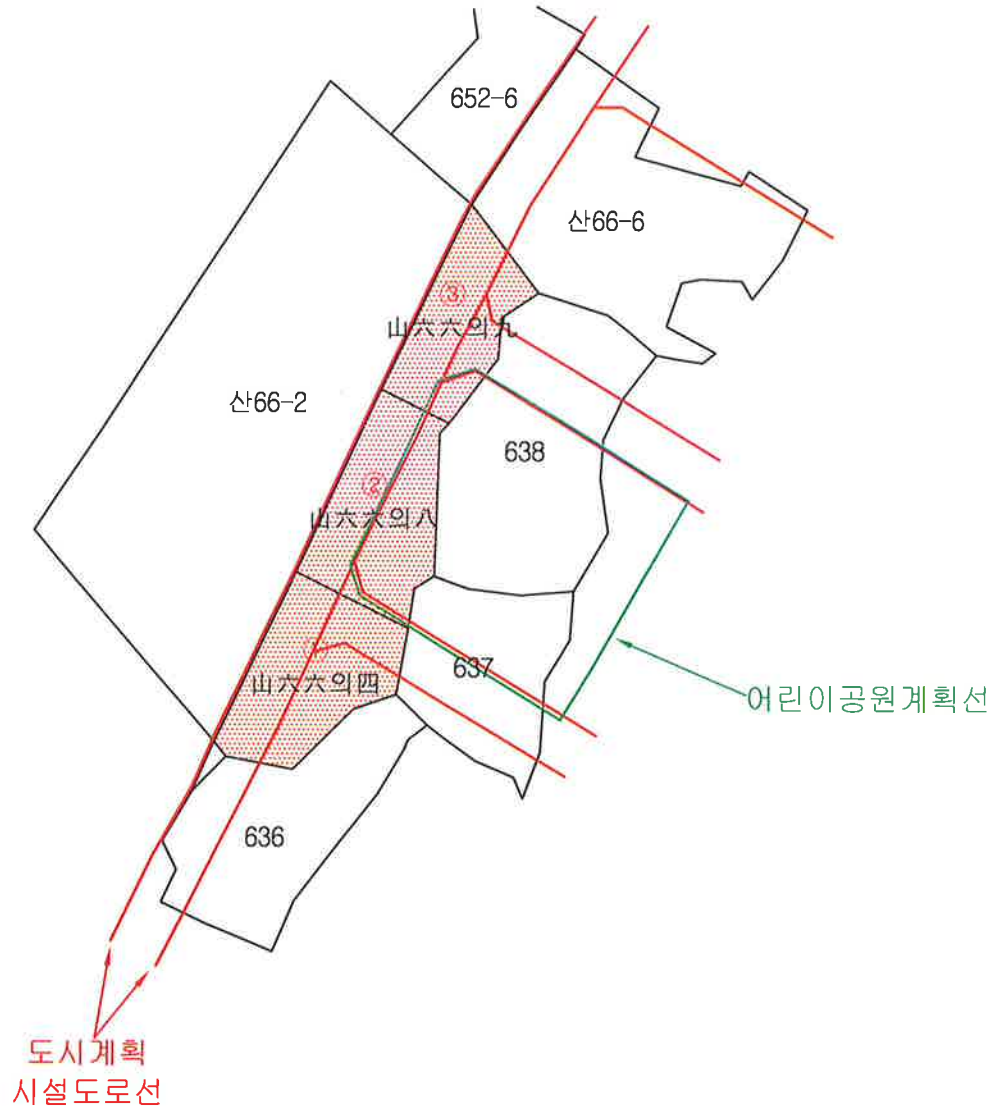 652-6
산66-6
③
山六六의九
산66-2
638
②
山六六의八
637
山六六의四
어린이공원계획선
636
도시계획
시설도로선